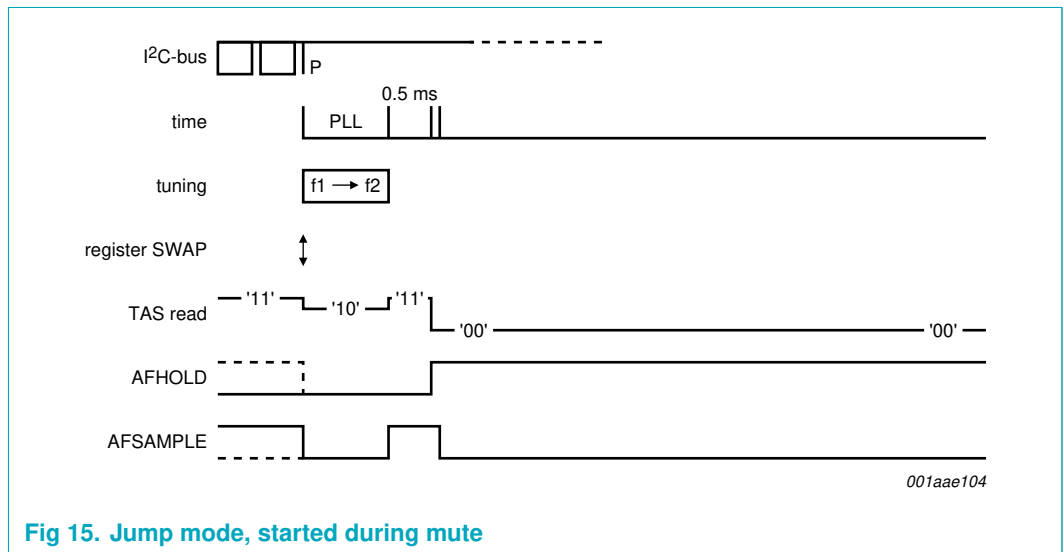 I²C-bus
P
0.5 ms
time
PLL
tuning
f1 → f2
register SWAP
TAS read
'11'
'10'
'11'
'00'
'00'
AFHOLD
AFSAMPLE
001aae104
Fig 15. Jump mode, started during mute